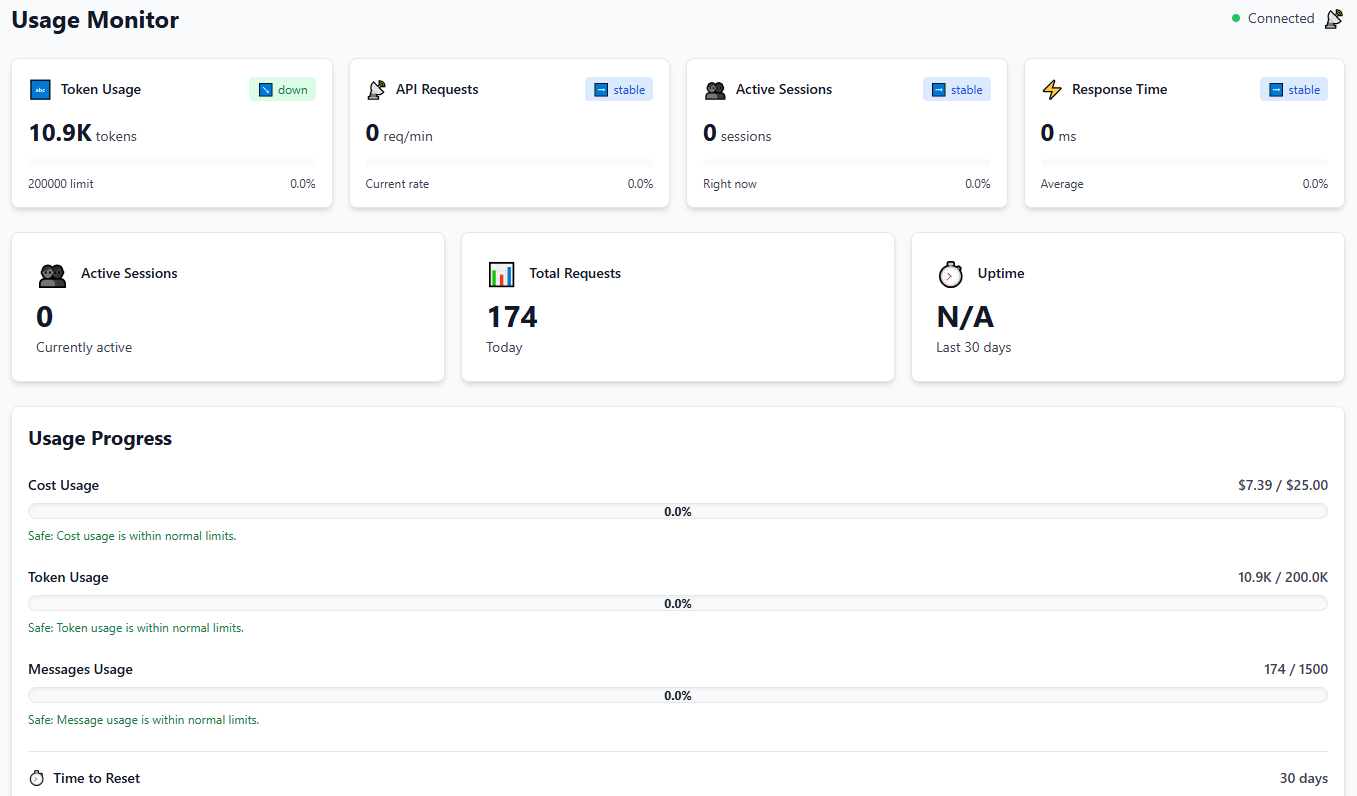 Usage Monitor
Connected
abc Token Usage down
10.9K tokens
200000 limit 0.0%
API Requests stable
0 req/min
Current rate 0.0%
Active Sessions stable
0 sessions
Right now 0.0%
Response Time stable
0 ms
Average 0.0%
Active Sessions
0
Currently active
Total Requests
174
Today
Uptime
N/A
Last 30 days
Usage Progress
Cost Usage $7.39 / $25.00
0.0%
Safe: Cost usage is within normal limits.
Token Usage 10.9K / 200.0K
0.0%
Safe: Token usage is within normal limits.
Messages Usage 174 / 1500
0.0%
Safe: Message usage is within normal limits.
Time to Reset 30 days